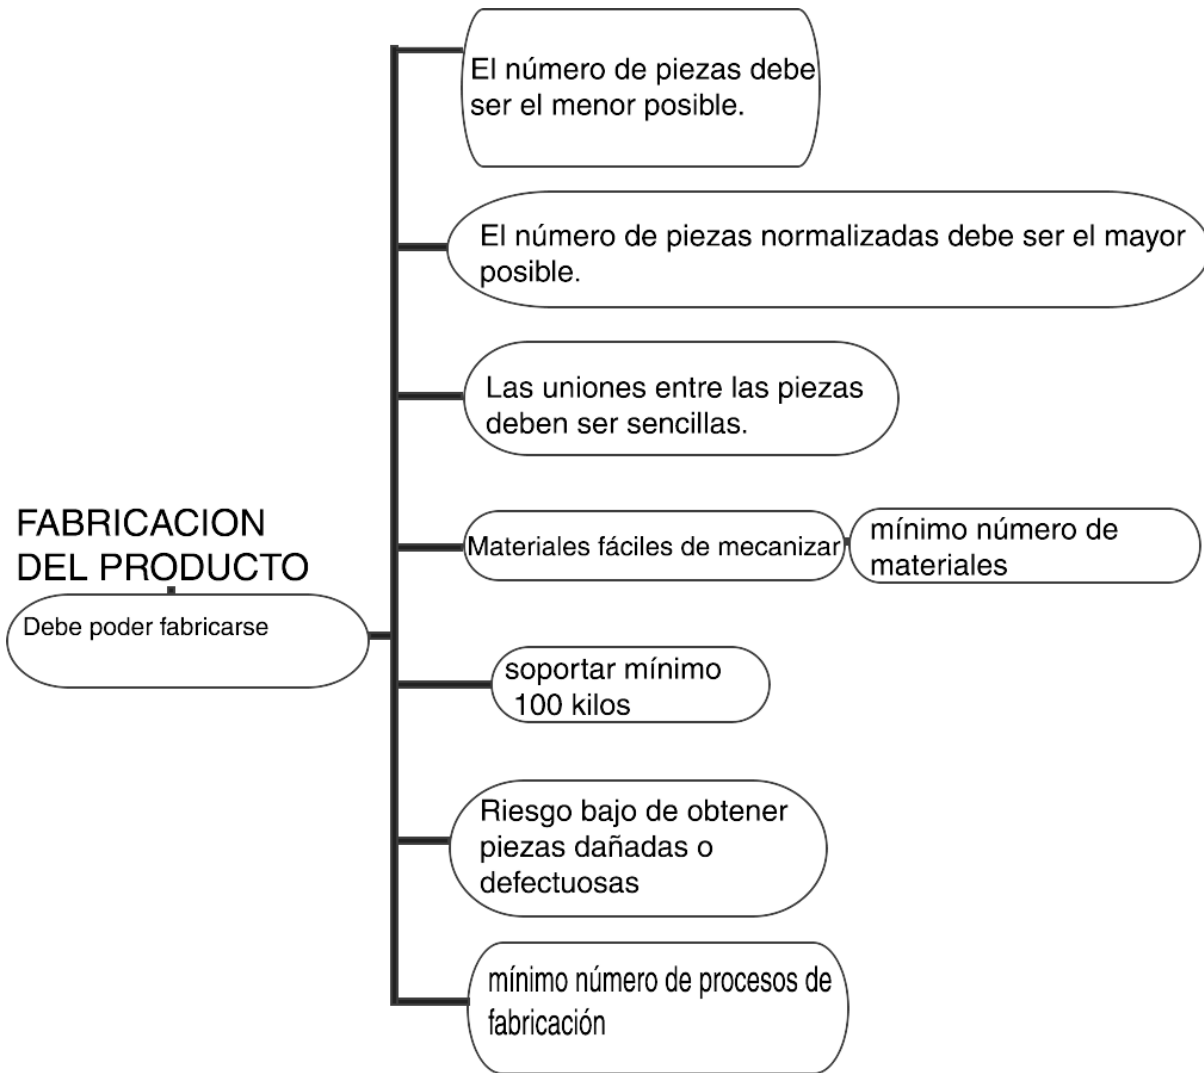 El número de piezas debe
ser el menor posible.
El número de piezas normalizadas debe ser el mayor
posible.
Las uniones entre las piezas
deben ser sencillas.
FABRICACION
DEL PRODUCTO
Debe poder fabricarse
Materiales fáciles de mecanizar
mínimo número de
materiales
soportar mínimo
100 kilos
Riesgo bajo de obtener
piezas dañadas o
defectuosas
mínimo número de procesos de
fabricación